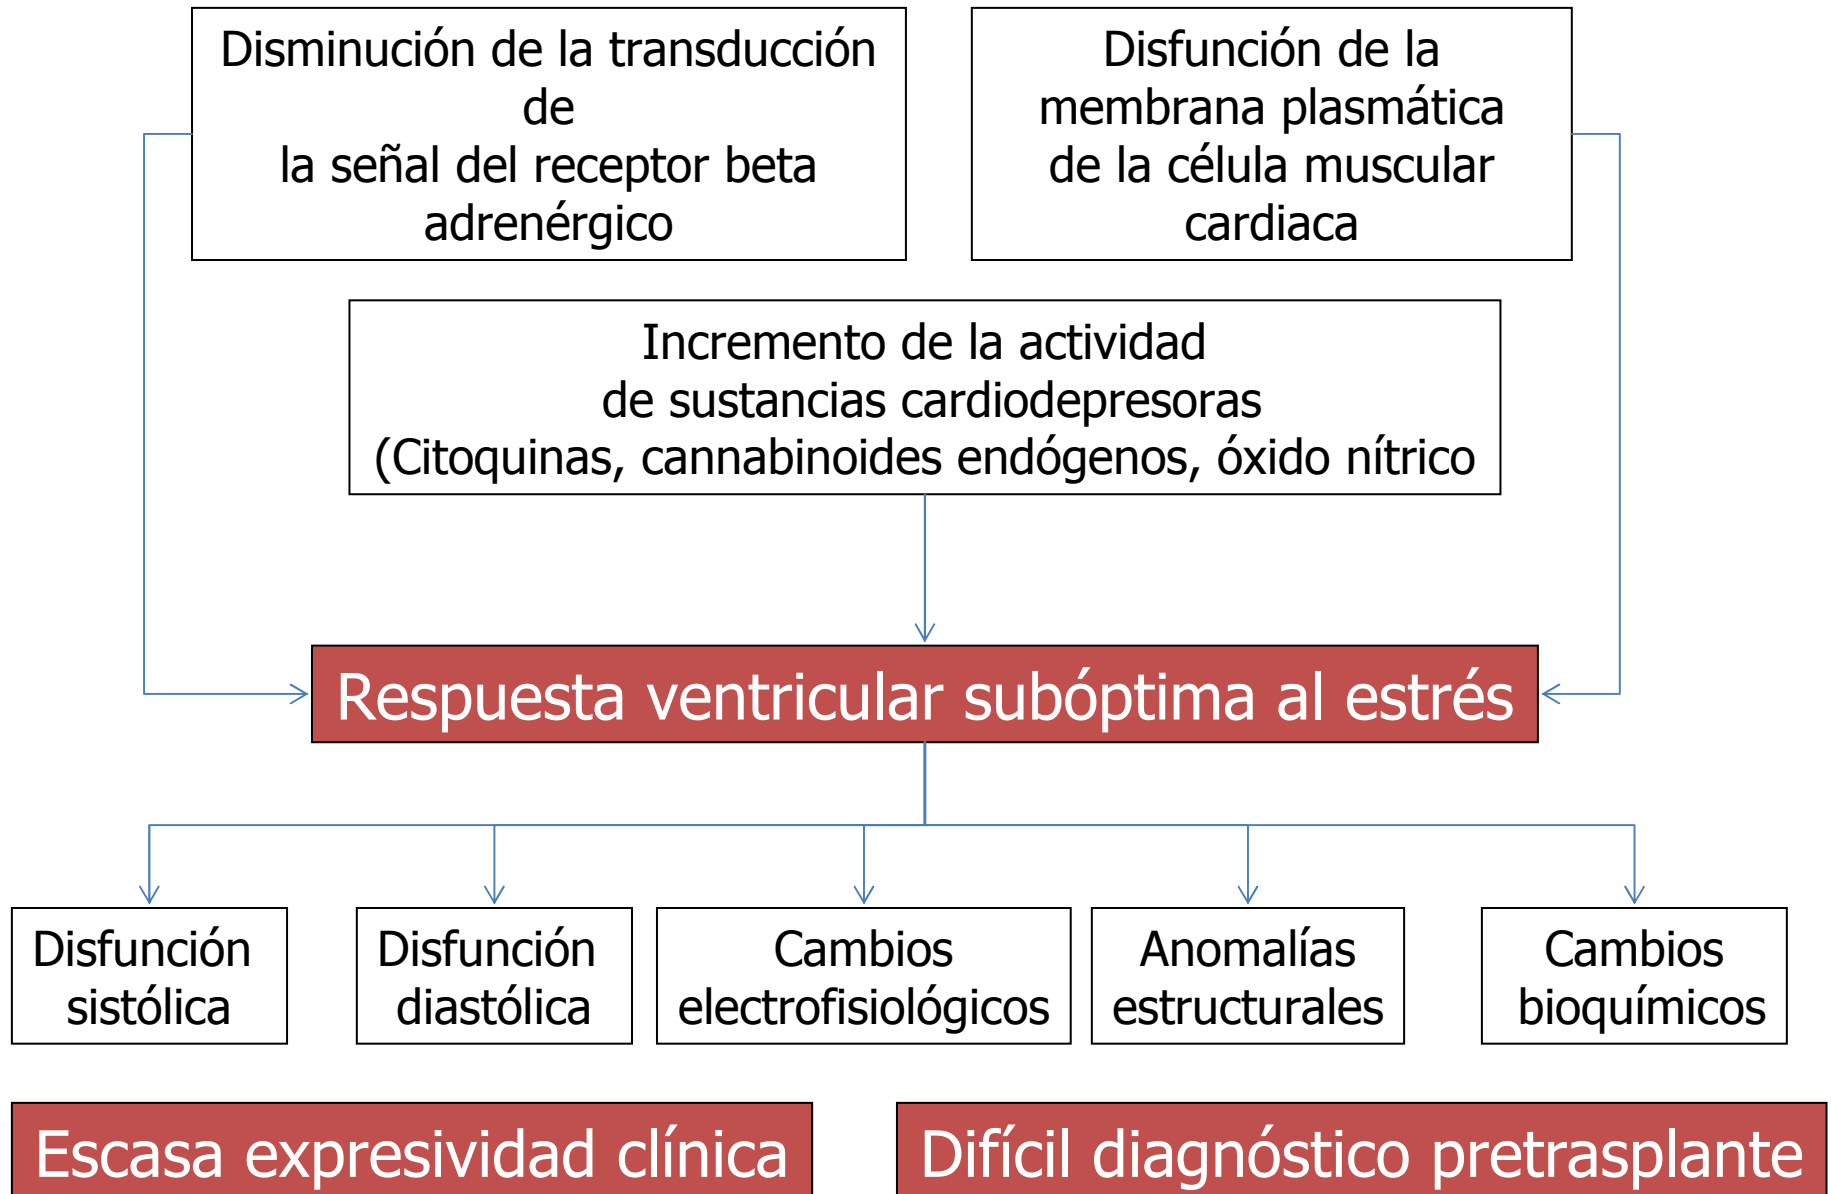 Disminución de la transducción
de
la señal del receptor beta
adrenérgico
Disfunción de la
membrana plasmática
de la célula muscular
cardiaca
Incremento de la actividad
de sustancias cardiodepresoras
(Citoquinas, cannabinoides endógenos, óxido nítrico
Respuesta ventricular subóptima al estrés
Disfunción
sistólica
Disfunción
diastólica
Cambios
electrofisiológicos
Anomalías
estructurales
Cambios
bioquímicos
Escasa expresividad clínica
Difícil diagnóstico pretrasplante